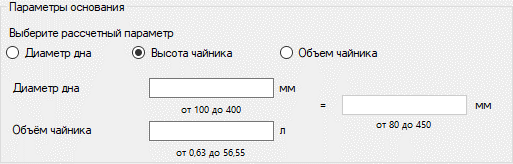 Параметры основания
Выберите рассчетный параметр
Диаметр дна Высота чайника Объем чайника
Диаметр дна мм
от 100 до 400
= мм
от 80 до 450
Объём чайника л
от 0,63 до 56,55